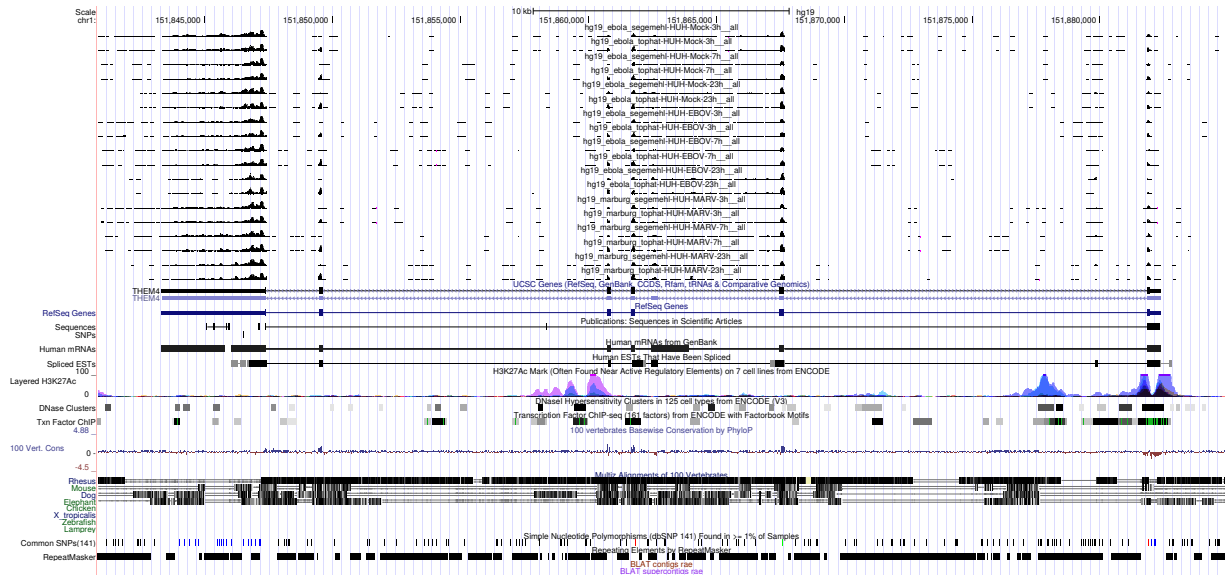 Scale 10 kb hg19
chr1: 151,845,000 151,850,000 151,855,000 151,860,000 151,865,000 151,870,000 151,875,000 151,880,000
hg19_ebola_segemehl-HUH-Mock-3h__all
hg19_ebola_tophat-HUH-Mock-3h__all
hg19_ebola_segemehl-HUH-Mock-7h__all
hg19_ebola_tophat-HUH-Mock-7h__all
hg19_ebola_segemehl-HUH-Mock-23h__all
hg19_ebola_tophat-HUH-Mock-23h__all
hg19_ebola_segemehl-HUH-EBOV-3h__all
hg19_ebola_tophat-HUH-EBOV-3h__all
hg19_ebola_segemehl-HUH-EBOV-7h__all
hg19_ebola_tophat-HUH-EBOV-7h__all
hg19_ebola_segemehl-HUH-EBOV-23h__all
hg19_ebola_tophat-HUH-EBOV-23h__all
hg19_marburg_segemehl-HUH-MARV-3h__all
hg19_marburg_tophat-HUH-MARV-3h__all
hg19_marburg_segemehl-HUH-MARV-7h__all
hg19_marburg_tophat-HUH-MARV-7h__all
hg19_marburg_segemehl-HUH-MARV-23h__all
hg19_marburg_tophat-HUH-MARV-23h__all
UCSC Genes (RefSeq, GenBank, CCDS, Rfam, tRNAs & Comparative Genomics)
THEM4
THEM4
RefSeq Genes
RefSeq Genes
Publications: Sequences in Scientific Articles
Sequences
SNPs
Human mRNAs from GenBank
Human mRNAs
Human ESTs That Have Been Spliced
Spliced ESTs
H3K27Ac Mark (Often Found Near Active Regulatory Elements) on 7 cell lines from ENCODE
100
Layered H3K27Ac
0
DNaseI Hypersensitivity Clusters in 125 cell types from ENCODE (V3)
DNase Clusters
Transcription Factor ChIP-seq (161 factors) from ENCODE with Factorbook Motifs
Txn Factor ChIP
100 vertebrates Basewise Conservation by PhyloP
4.88
100 Vert. Cons
0
-4.5
Multiz Alignments of 100 Vertebrates
Rhesus
Mouse
Dog
Elephant
Chicken
X_tropicalis
Zebrafish
Lamprey
Simple Nucleotide Polymorphisms (dbSNP 141) Found in >= 1% of Samples
Common SNPs(141)
Repeating Elements by RepeatMasker
RepeatMasker
BLAT contigs rae
BLAT supercontigs rae